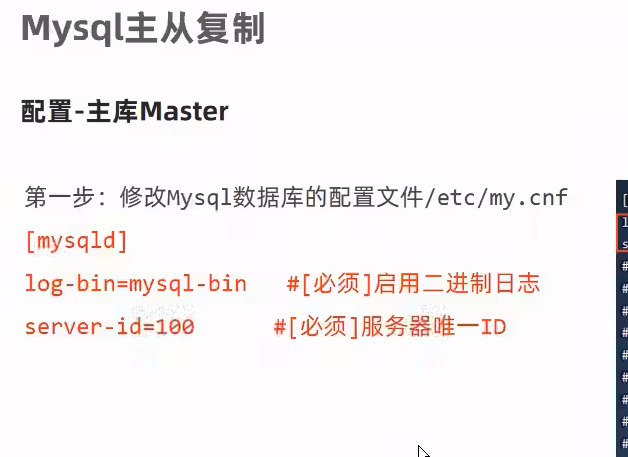 Mysql主从复制
配置-主库Master
第一步：修改Mysql数据库的配置文件/etc/my.cnf
[mysqld]
log-bin=mysql-bin #[必须]启用二进制日志
server-id=100 #[必须]服务器唯一ID